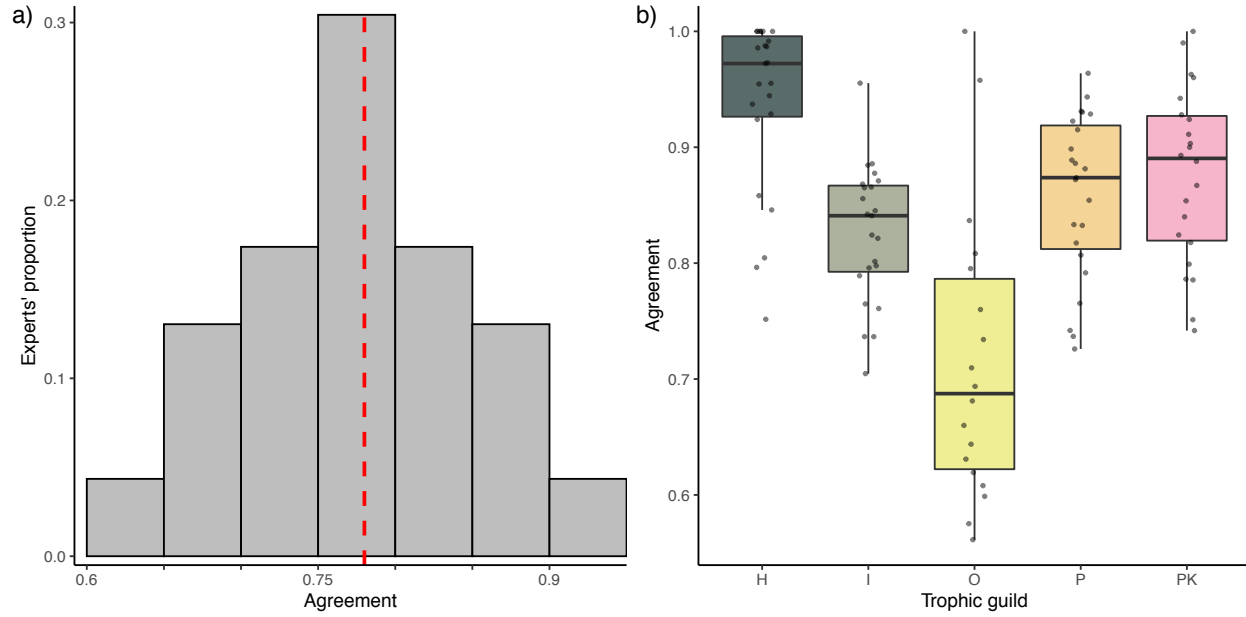 a)
0.3
0.2
0.1
0.0
Experts' proportion
0.6
0.75
0.9
Agreement
b)
1.0
0.9
0.8
0.7
0.6
Agreement
H
I
O
P
PK
Trophic guild